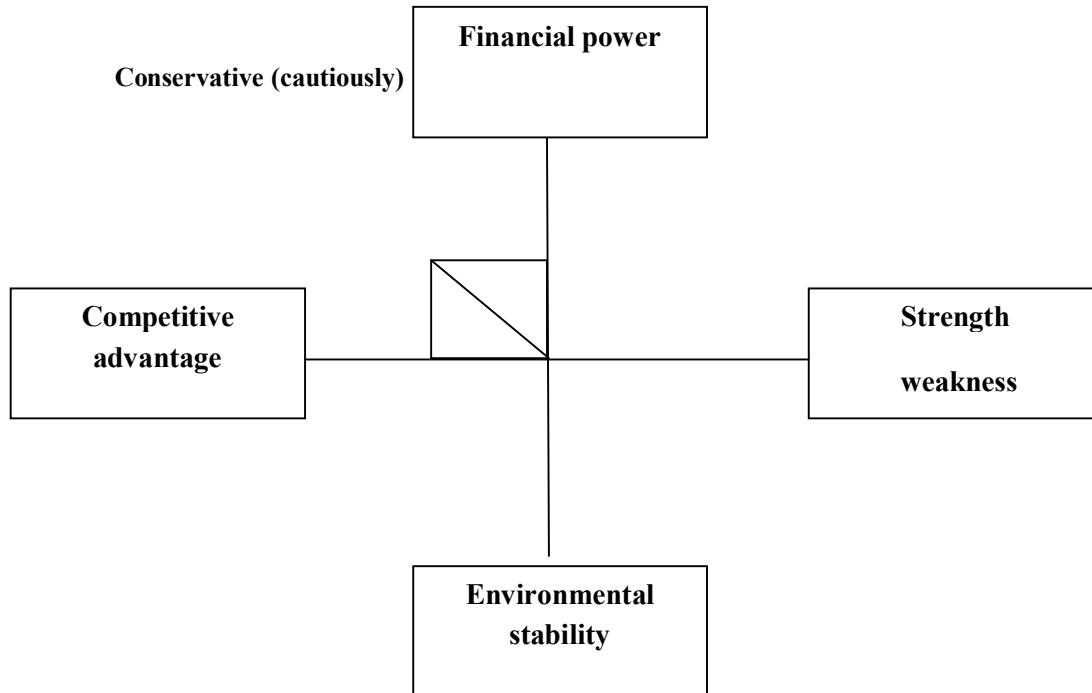 Financial power
Conservative (cautiously)
Competitive
advantage
Strength
weakness
Environmental
stability